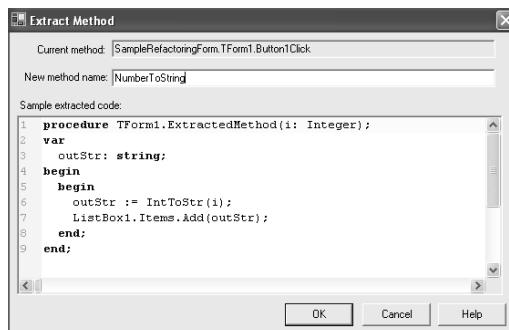 Extract Method
Current method: SampleRefactoringForm.TForm1.Button1Click
New method name: NumberToString
Sample extracted code:
1 procedure TForm1.ExtractedMethod(i: Integer);
2 var
3 outStr: string;
4 begin
5 begin
6 outStr := IntToStr(i);
7 ListBox1.Items.Add(outStr);
8 end;
9 end;
OK Cancel Help